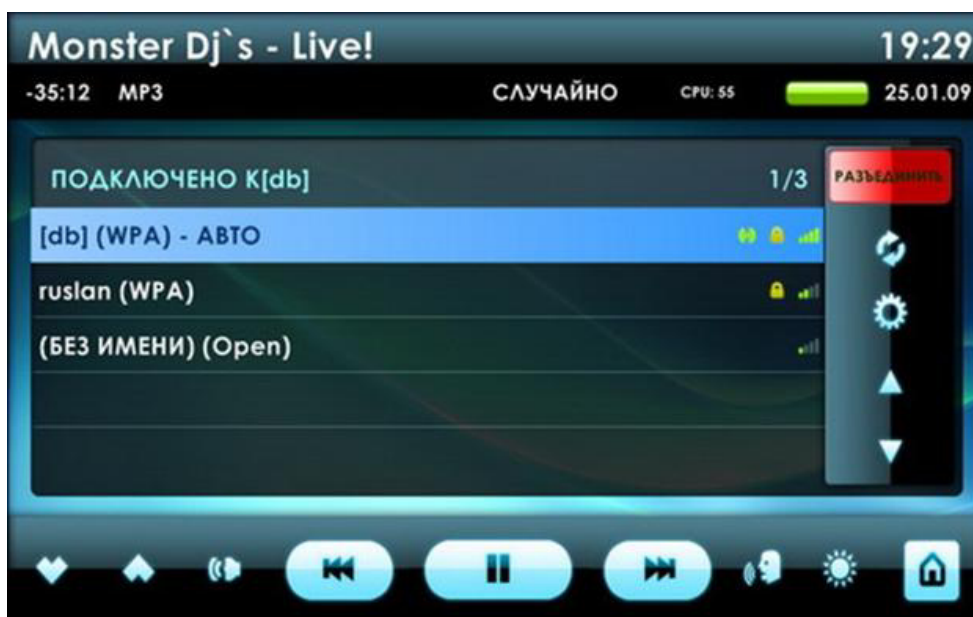 Monster Dj`s - Live! 19:29
-35:12 MP3 СЛУЧАЙНО CPU: 55 25.01.09
ПОДКЛЮЧЕНО К[db] 1/3 РАЗЪЕДИНИТЬ
[db] (WPA) - АВТО
ruslan (WPA)
(БЕЗ ИМЕНИ) (Open)